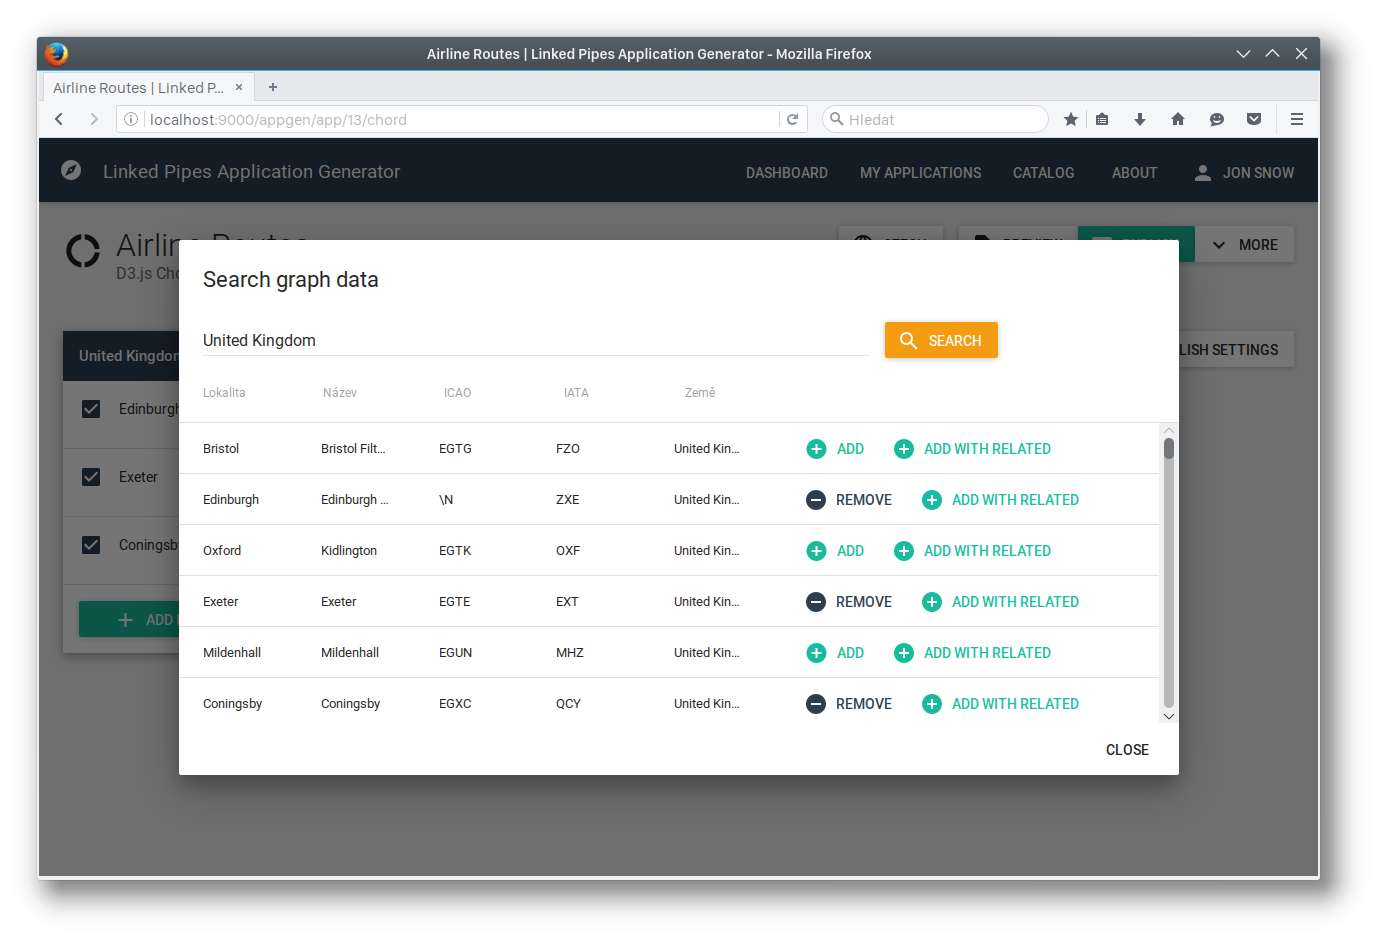 Airline Routes | Linked Pipes Application Generator - Mozilla Firefox
Airline Routes | Linked P... × +
localhost:9000/appgen/app/13/chord
Hledat
Linked Pipes Application Generator DASHBOARD MY APPLICATIONS CATALOG ABOUT JON SNOW
MORE
D3.js
Search graph data
United Kingdom SEARCH
LISH SETTINGS
Lokalita Název ICAO IATA Země
Bristol Bristol Filt... EGTG FZO United Kin... ADD ADD WITH RELATED
Edinburgh Edinburgh ... \N ZXE United Kin... REMOVE ADD WITH RELATED
Oxford Kidlington EGTK OXF United Kin... ADD ADD WITH RELATED
Exeter Exeter EGTE EXT United Kin... REMOVE ADD WITH RELATED
Mildenhall Mildenhall EGUN MHZ United Kin... ADD ADD WITH RELATED
Coningsby Coningsby EGXC QCY United Kin... REMOVE ADD WITH RELATED
CLOSE
United Kingdo
Edinburgh
Exeter
Coningsb
ADD